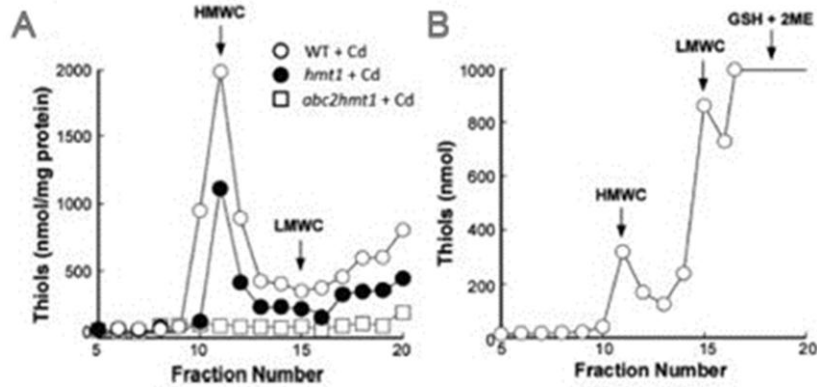 A
HMWC
WT + Cd
hmt1 + Cd
abc2hmt1 + Cd
LMWC
Thiols (nmol/mg protein)
2000
1500
1000
500
0
5 10 15 20
Fraction Number
B
GSH + 2ME
LMWC
HMWC
Thiols (nmol)
1000
800
600
400
200
0
5 10 15 20
Fraction Number